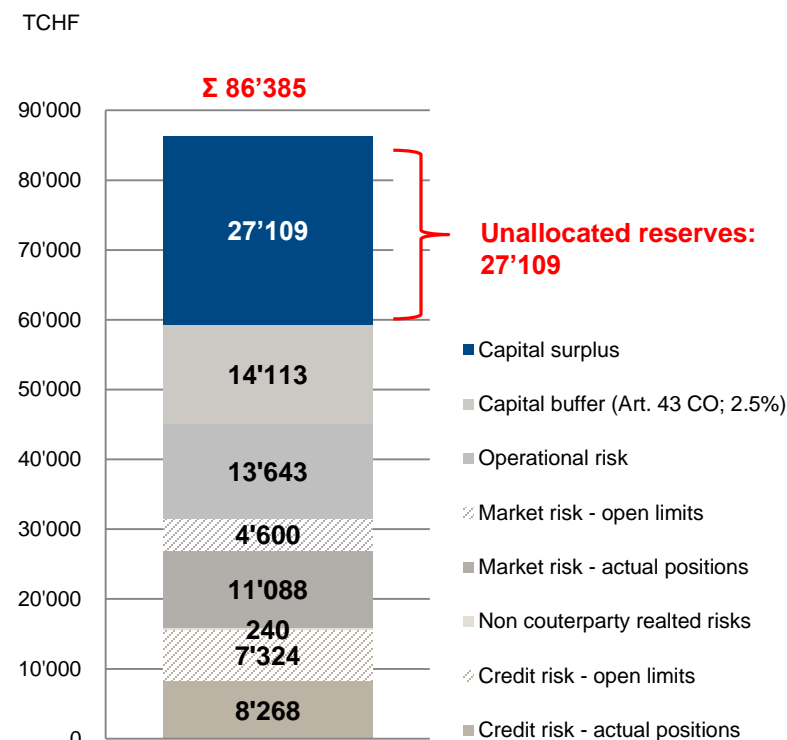 TCHF
Σ 86’385
90'000
80'000
70'000
60'000
50'000
40'000
30'000
20'000
10'000
0
27’109
14'113
13'643
4'600
11'088
240
7'324
8'268
Unallocated reserves:
27’109
Capital surplus
Capital buffer (Art. 43 CO; 2.5%)
Operational risk
Market risk - open limits
Market risk - actual positions
Non couterparty realted risks
Credit risk - open limits
Credit risk - actual positions